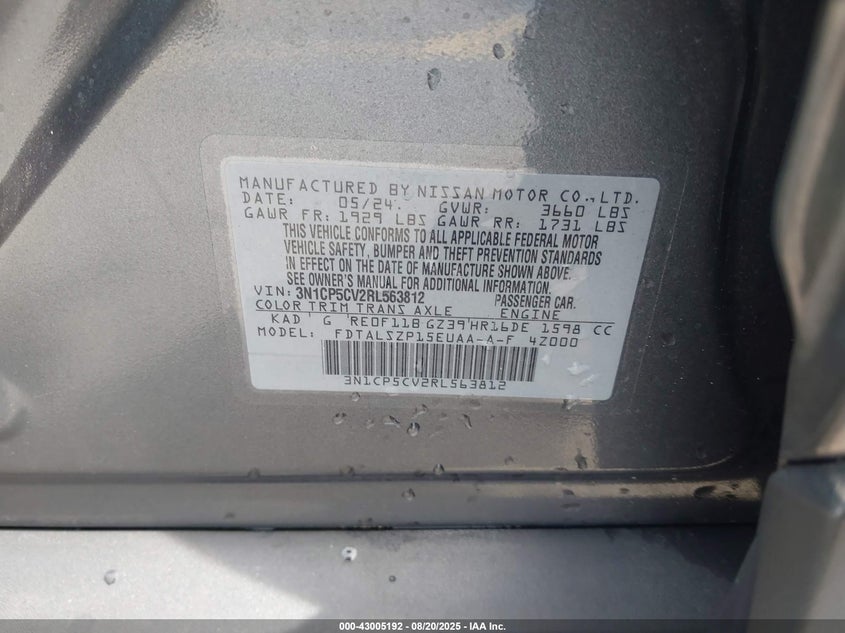 MANUFACTURED BY NISSAN MOTOR CO., LTD.
DATE: 05/24. GVWR: 3660 LBS
GAWR FR: 1929 LBS GAWR RR: 1731 LBS
THIS VEHICLE CONFORMS TO ALL APPLICABLE FEDERAL MOTOR
VEHICLE SAFETY, BUMPER AND THEFT PREVENTION STANDARDS
IN EFFECT ON THE DATE OF MANUFACTURE SHOWN ABOVE.
SEE OWNER'S MANUAL FOR ADDITIONAL INFORMATION.
VIN: 3N1CP5CV2RL563812 PASSENGER CAR.
COLOR TRIM TRANS AXLE ENGINE
KAD G RE0F11B GZ39 HR16DE 1598 CC
MODEL: FDTALSZP15EUAA-A-F 4Z000
3N1CP5CV2RL563812
000-43005192 - 08/20/2025 - IAA Inc.